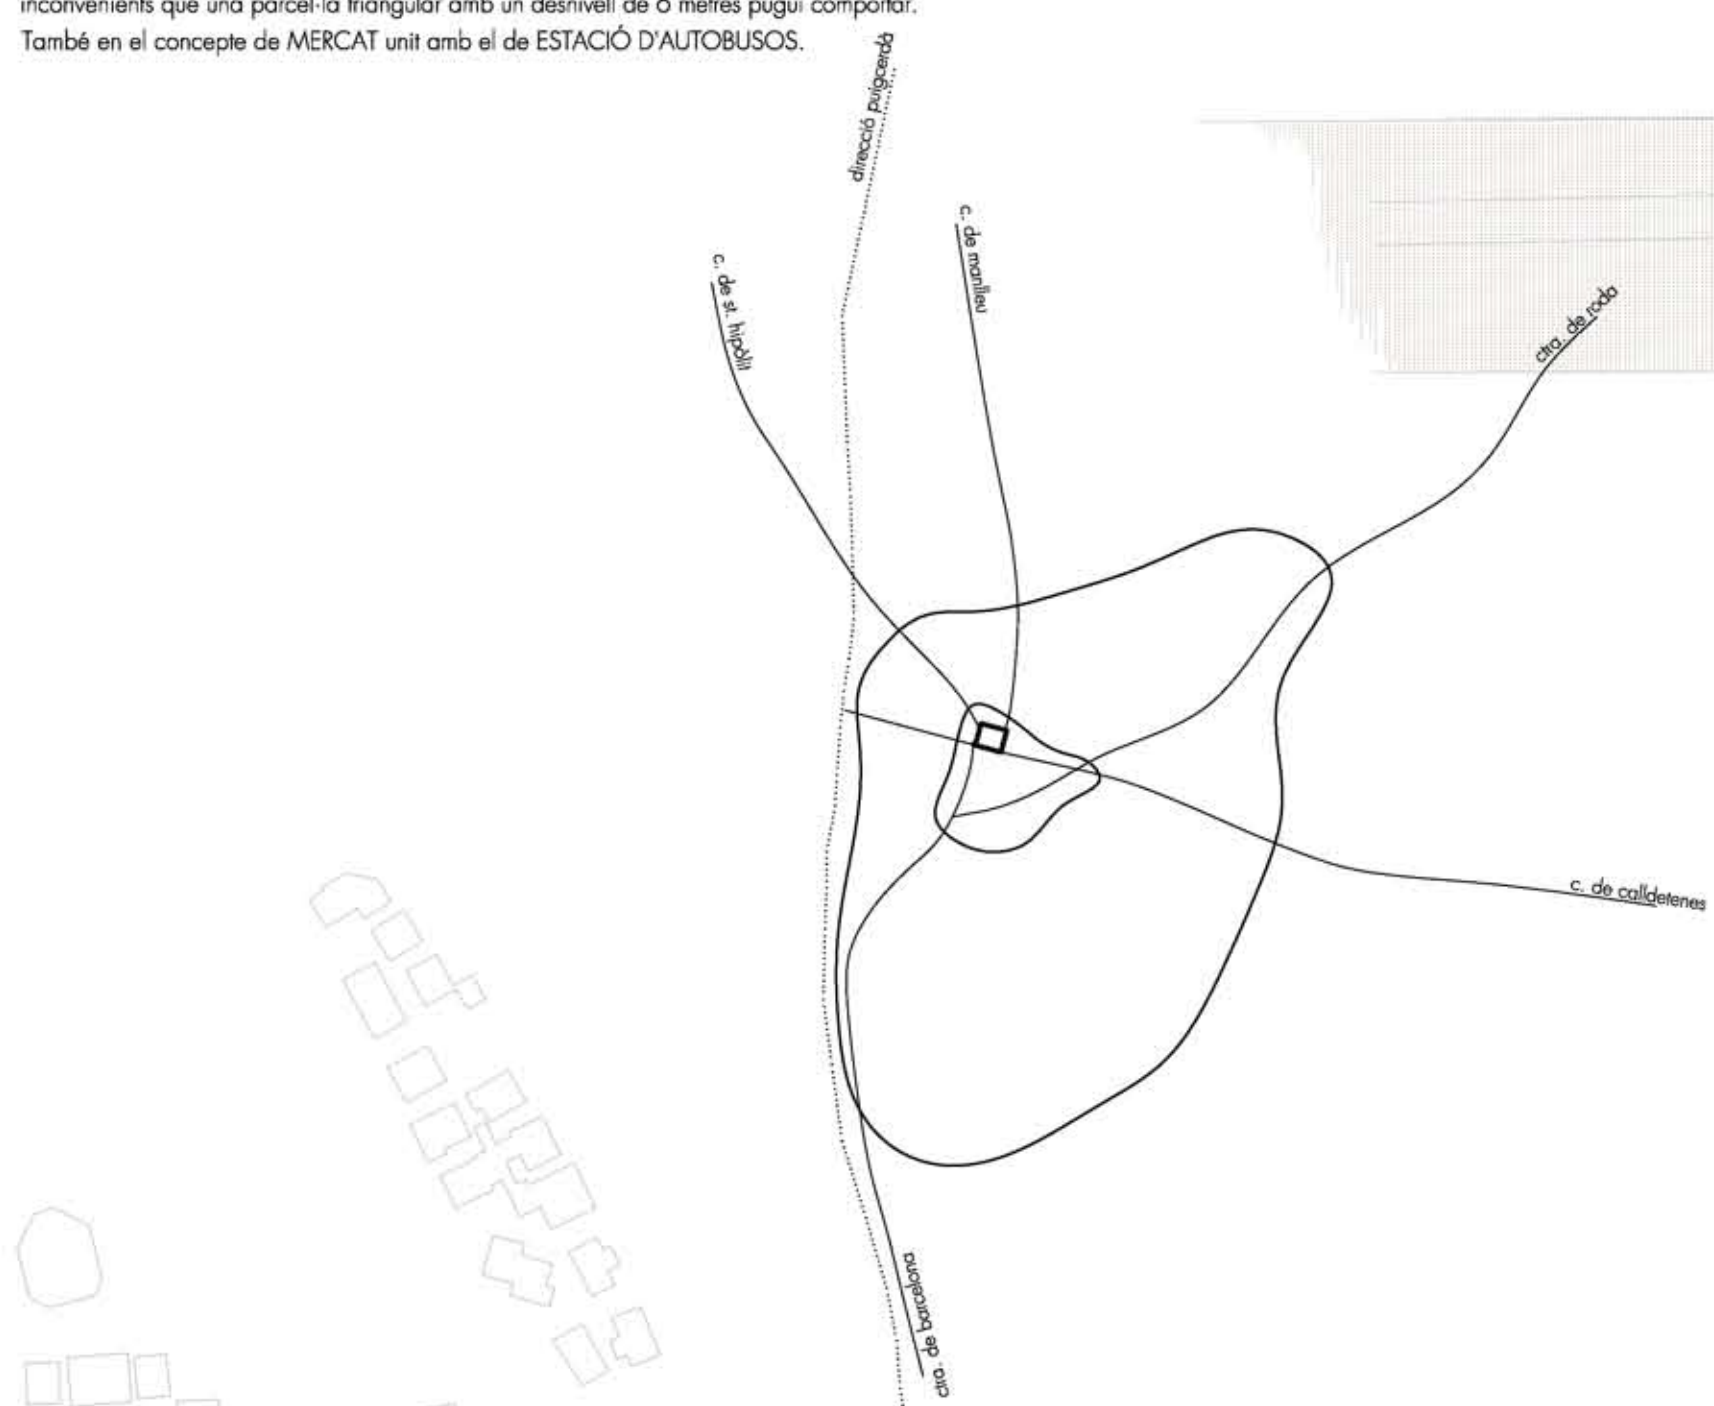 inconvenients que una parcel·la triangular amb un desnivell de 6 metres pugui comportar.
També en el concepte de MERCAT unit amb el de ESTACIÓ D'AUTOBUSOS.
direcció puigcerdà
c. de manlleu
c. de st. hipòlit
ctra. de roda
c. de calldetenes
ctra. de barcelona